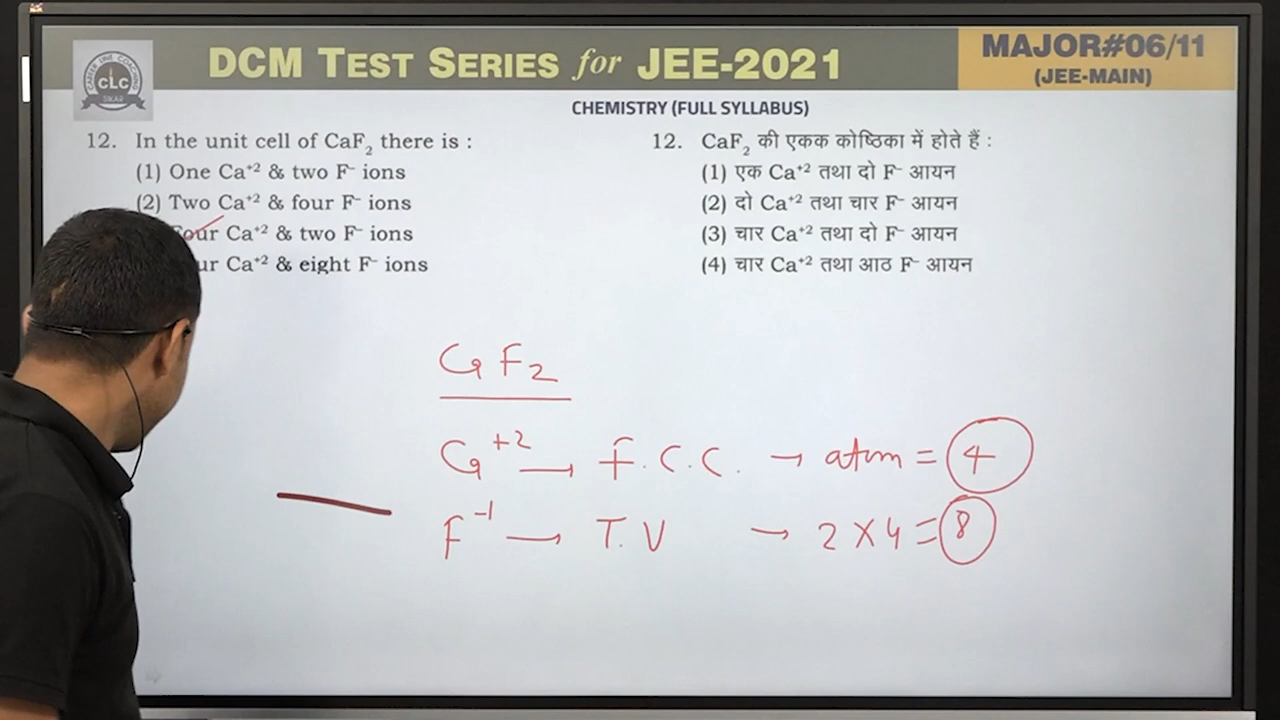 DCM TEST SERIES for JEE-2021
MAJOR#06/11
(JEE-MAIN)
CAREER LINE COACHING
CLC
SIKAR
CHEMISTRY (FULL SYLLABUS)
12. In the unit cell of CaF₂ there is :
(1) One Ca⁺² & two F⁻ ions
(2) Two Ca⁺² & four F⁻ ions
Four Ca⁺² & two F⁻ ions
ur Ca⁺² & eight F⁻ ions
12. CaF₂ की एकक कोष्ठिका में होते हैं :
(1) एक Ca⁺² तथा दो F⁻ आयन
(2) दो Ca⁺² तथा चार F⁻ आयन
(3) चार Ca⁺² तथा दो F⁻ आयन
(4) चार Ca⁺² तथा आठ F⁻ आयन
CaF₂
Ca⁺² → F.C.C. → atom = 4
F⁻¹ → T.V → 2 X 4 = 8